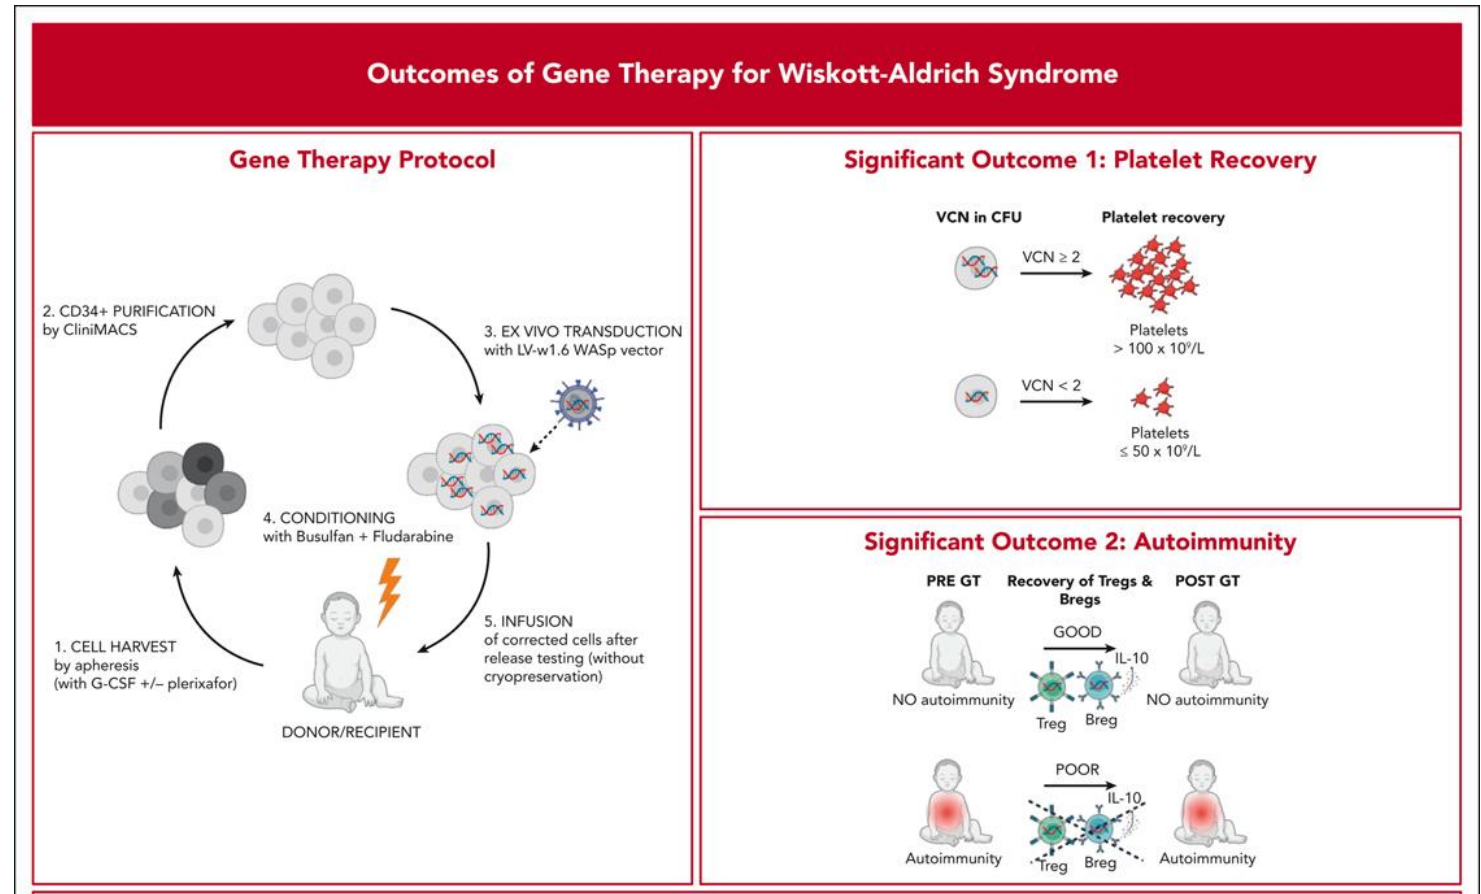 Outcomes of Gene Therapy for Wiskott-Aldrich Syndrome
Gene Therapy Protocol
2. CD34+ PURIFICATION
by CliniMACS
3. EX VIVO TRANSDUCTION
with LV-w1.6 WASp vector
4. CONDITIONING
with Busulfan + Fludarabine
1. CELL HARVEST
by apheresis
(with G-CSF +/– plerixafor)
5. INFUSION
of corrected cells after
release testing (without
cryopreservation)
DONOR/RECIPIENT
Significant Outcome 1: Platelet Recovery
VCN in CFU
Platelet recovery
VCN ≥ 2
Platelets
> 100 x 10⁹/L
VCN < 2
Platelets
≤ 50 x 10⁹/L
Significant Outcome 2: Autoimmunity
PRE GT
Recovery of Tregs &
Bregs
POST GT
GOOD
IL-10
NO autoimmunity
Treg
Breg
NO autoimmunity
POOR
IL-10
Autoimmunity
Treg
Breg
Autoimmunity